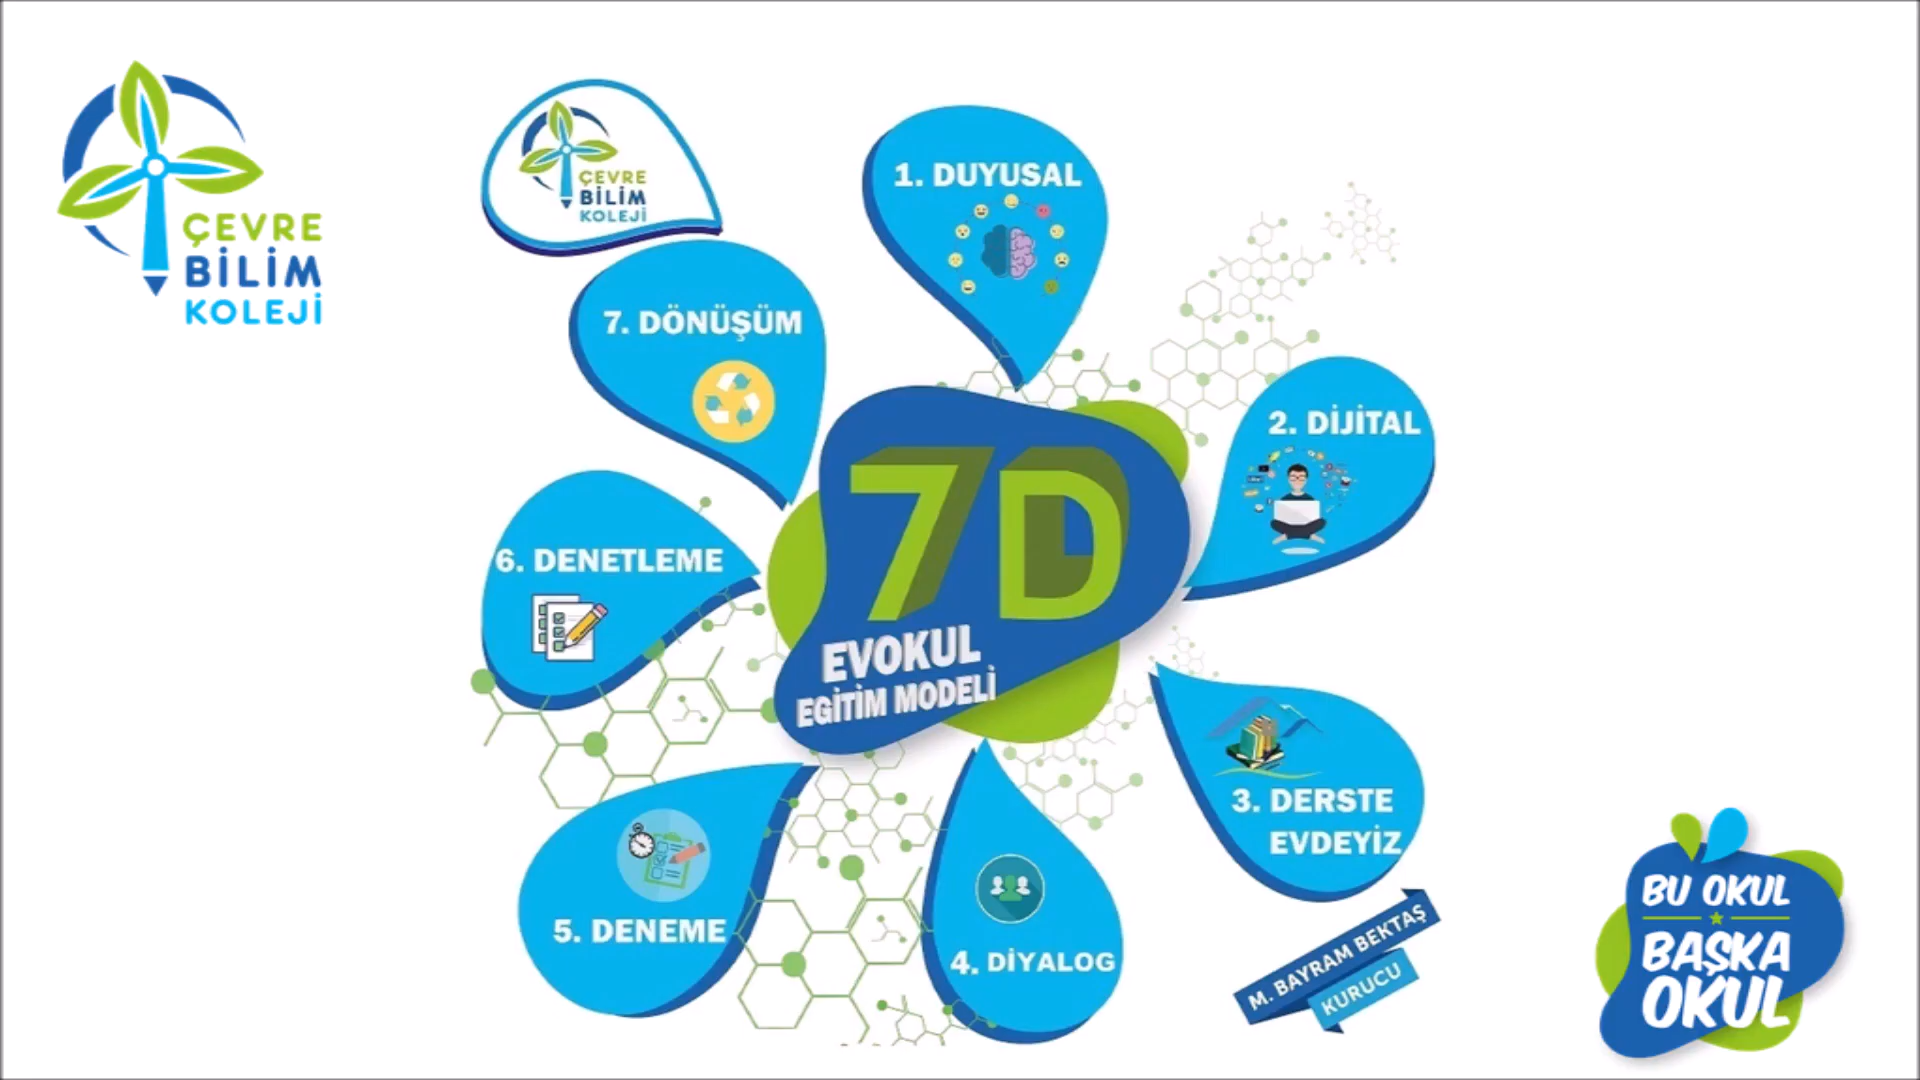 ÇEVRE
BİLİM
KOLEJİ
ÇEVRE
BİLİM
KOLEJİ
1. DUYUSAL
7. DÖNÜŞÜM
2. DİJİTAL
7D
EVOKUL
EGİTİM MODELİ
6. DENETLEME
3. DERSTE
EVDEYİZ
5. DENEME
4. DİYALOG
M. BAYRAM BEKTAŞ
KURUCU
BU OKUL
BAŞKA
OKUL